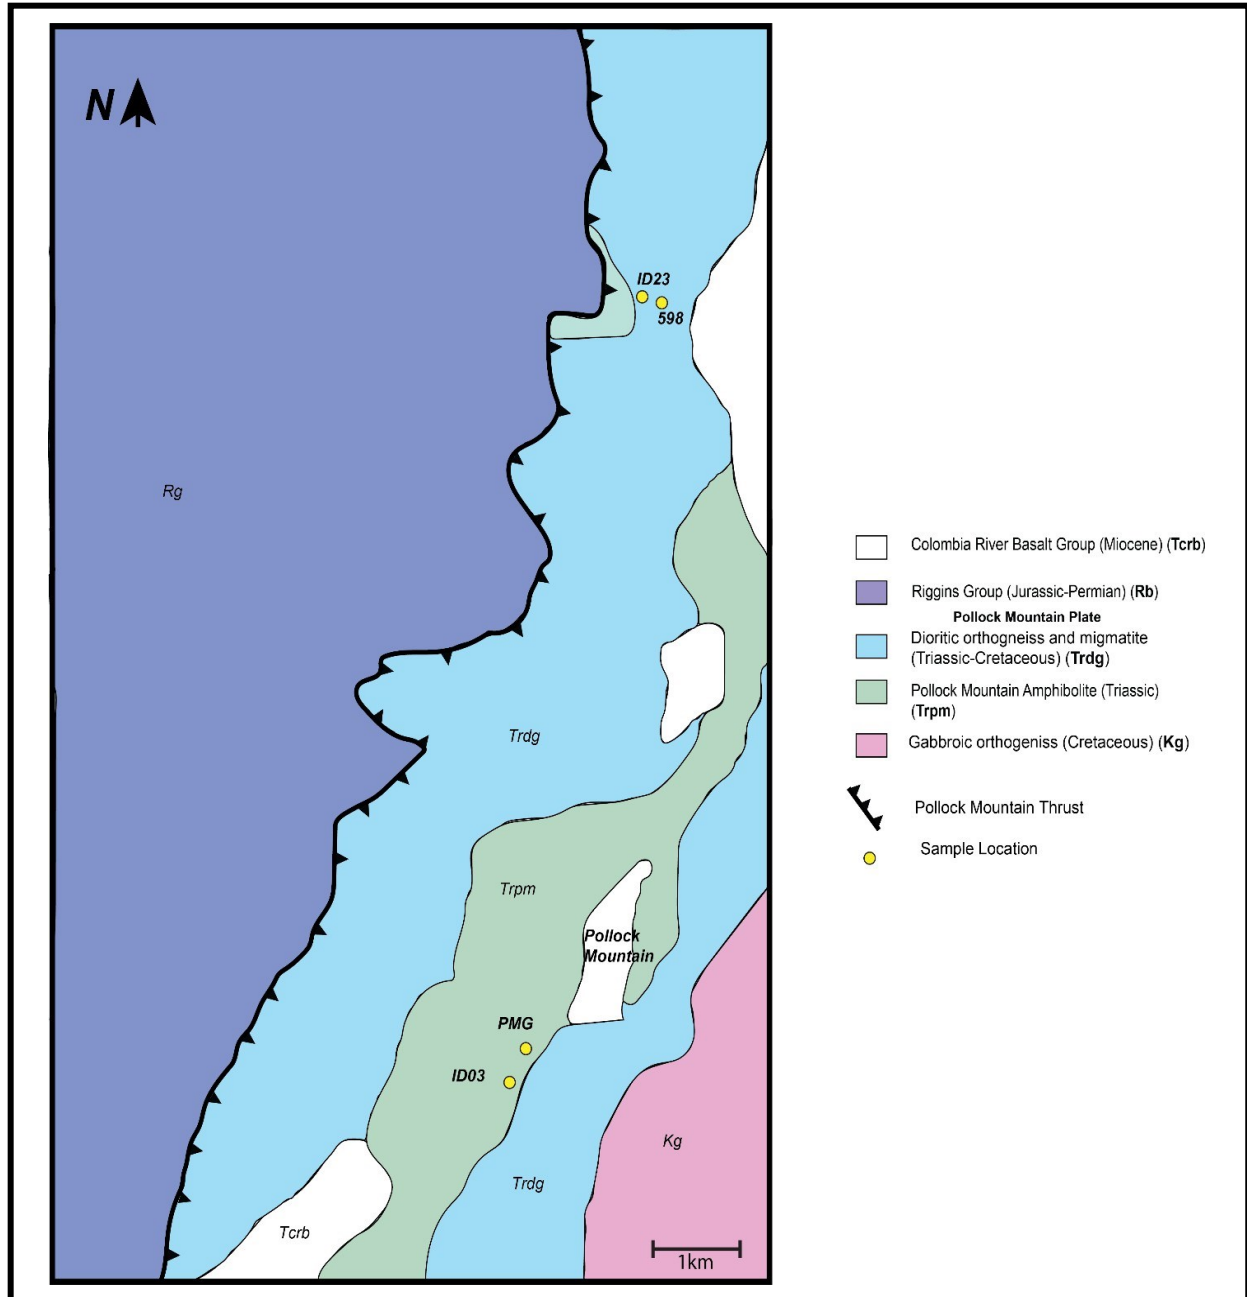 N
ID23
598
Rg
Trdg
Trpm
Pollock
Mountain
PMG
ID03
Kg
Trdg
Tcrb
1km
Colombia River Basalt Group (Miocene) (Tcrb)
Riggins Group (Jurassic-Permian) (Rb)
Pollock Mountain Plate
Dioritic orthogneiss and migmatite
(Triassic-Cretaceous) (Trdg)
Pollock Mountain Amphibolite (Triassic)
(Trpm)
Gabbroic orthogeniss (Cretaceous) (Kg)
Pollock Mountain Thrust
Sample Location